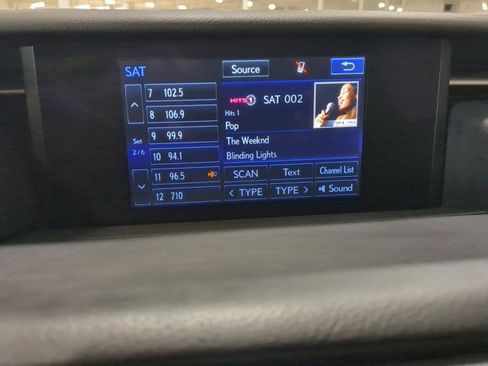 SAT Source
7 102.5
8 106.9
Set 9 99.9
2/6 10 94.1
11 96.5
12 710
HITS 1 SAT 002
Hits 1
Pop
The Weeknd
Blinding Lights
SCAN Text Channel List
< TYPE TYPE > Sound